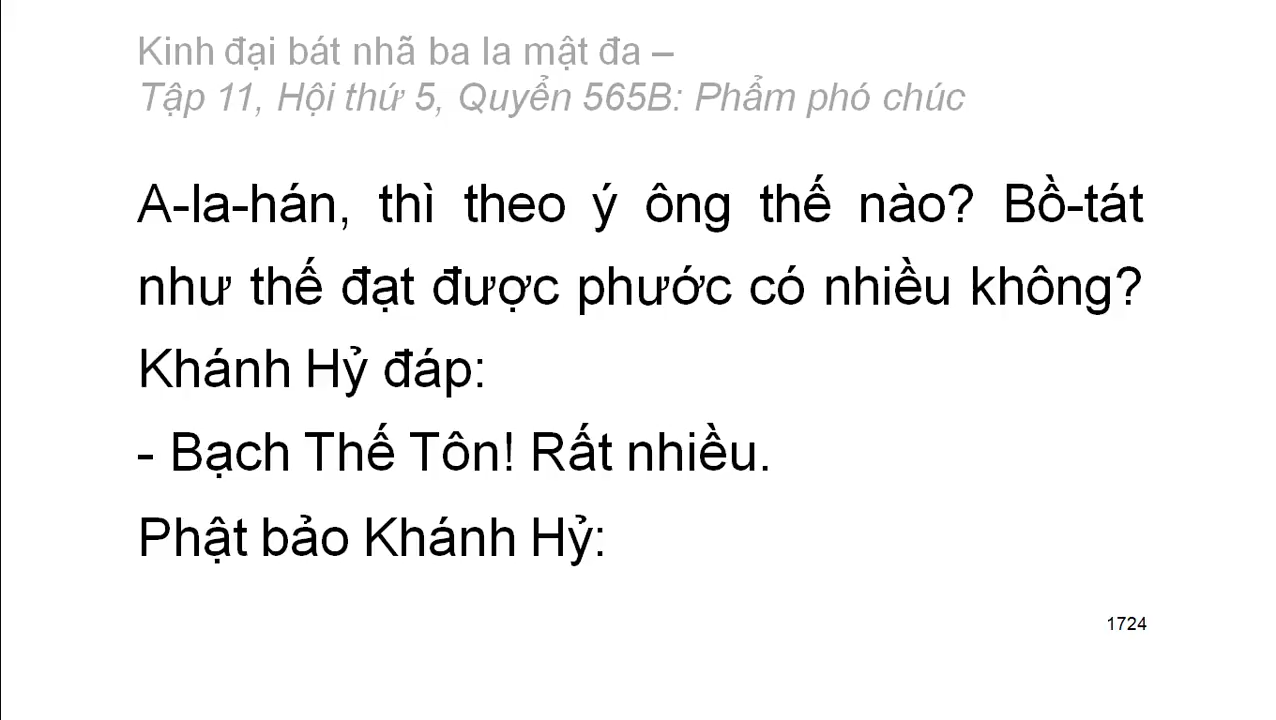 Kinh đại bát nhã ba la mật đa –
Tập 11, Hội thứ 5, Quyển 565B: Phẩm phó chúc
A-la-hán, thì theo ý ông thế nào? Bồ-tát
như thế đạt được phước có nhiều không?
Khánh Hỷ đáp:
- Bạch Thế Tôn! Rất nhiều.
Phật bảo Khánh Hỷ:
1724